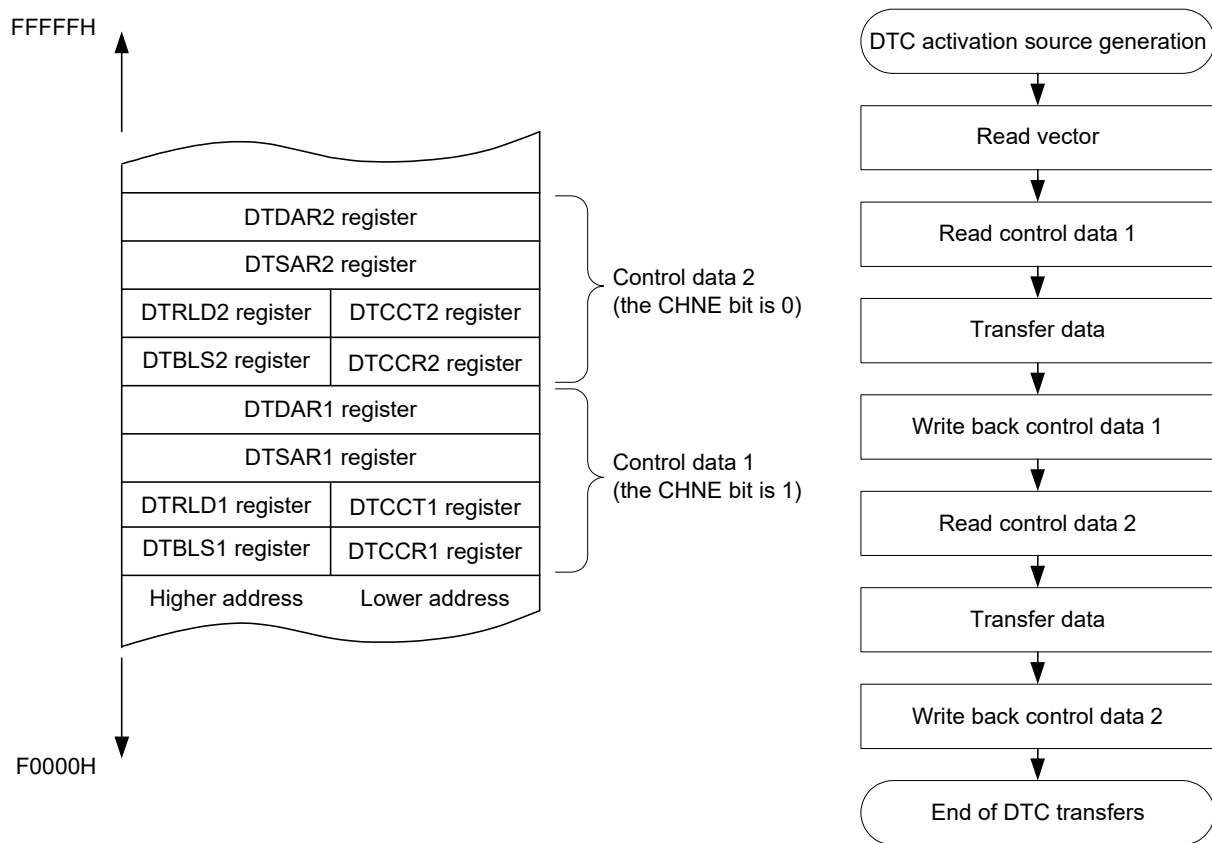 FFFFFH
DTDAR2 register
DTSAR2 register
DTRLD2 register DTCCT2 register
DTBLS2 register DTCCR2 register
Control data 2
(the CHNE bit is 0)
DTDAR1 register
DTSAR1 register
DTRLD1 register DTCCT1 register
DTBLS1 register DTCCR1 register
Control data 1
(the CHNE bit is 1)
Higher address Lower address
F0000H
DTC activation source generation
Read vector
Read control data 1
Transfer data
Write back control data 1
Read control data 2
Transfer data
Write back control data 2
End of DTC transfers